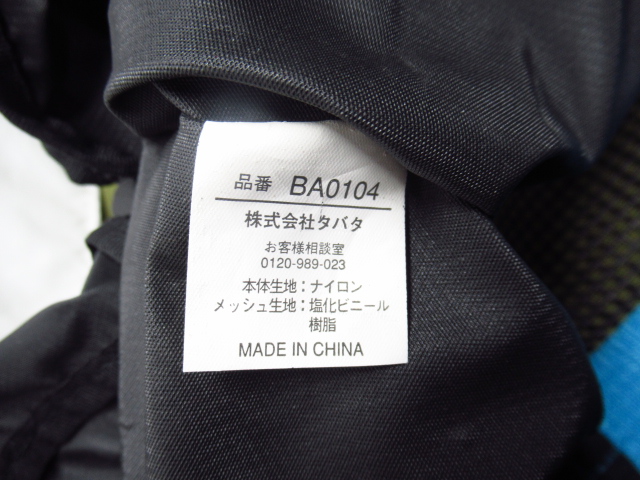 品番 BA0104
株式会社タバタ
お客様相談室
0120-989-023
本体生地：ナイロン
メッシュ生地：塩化ビニール
樹脂
MADE IN CHINA